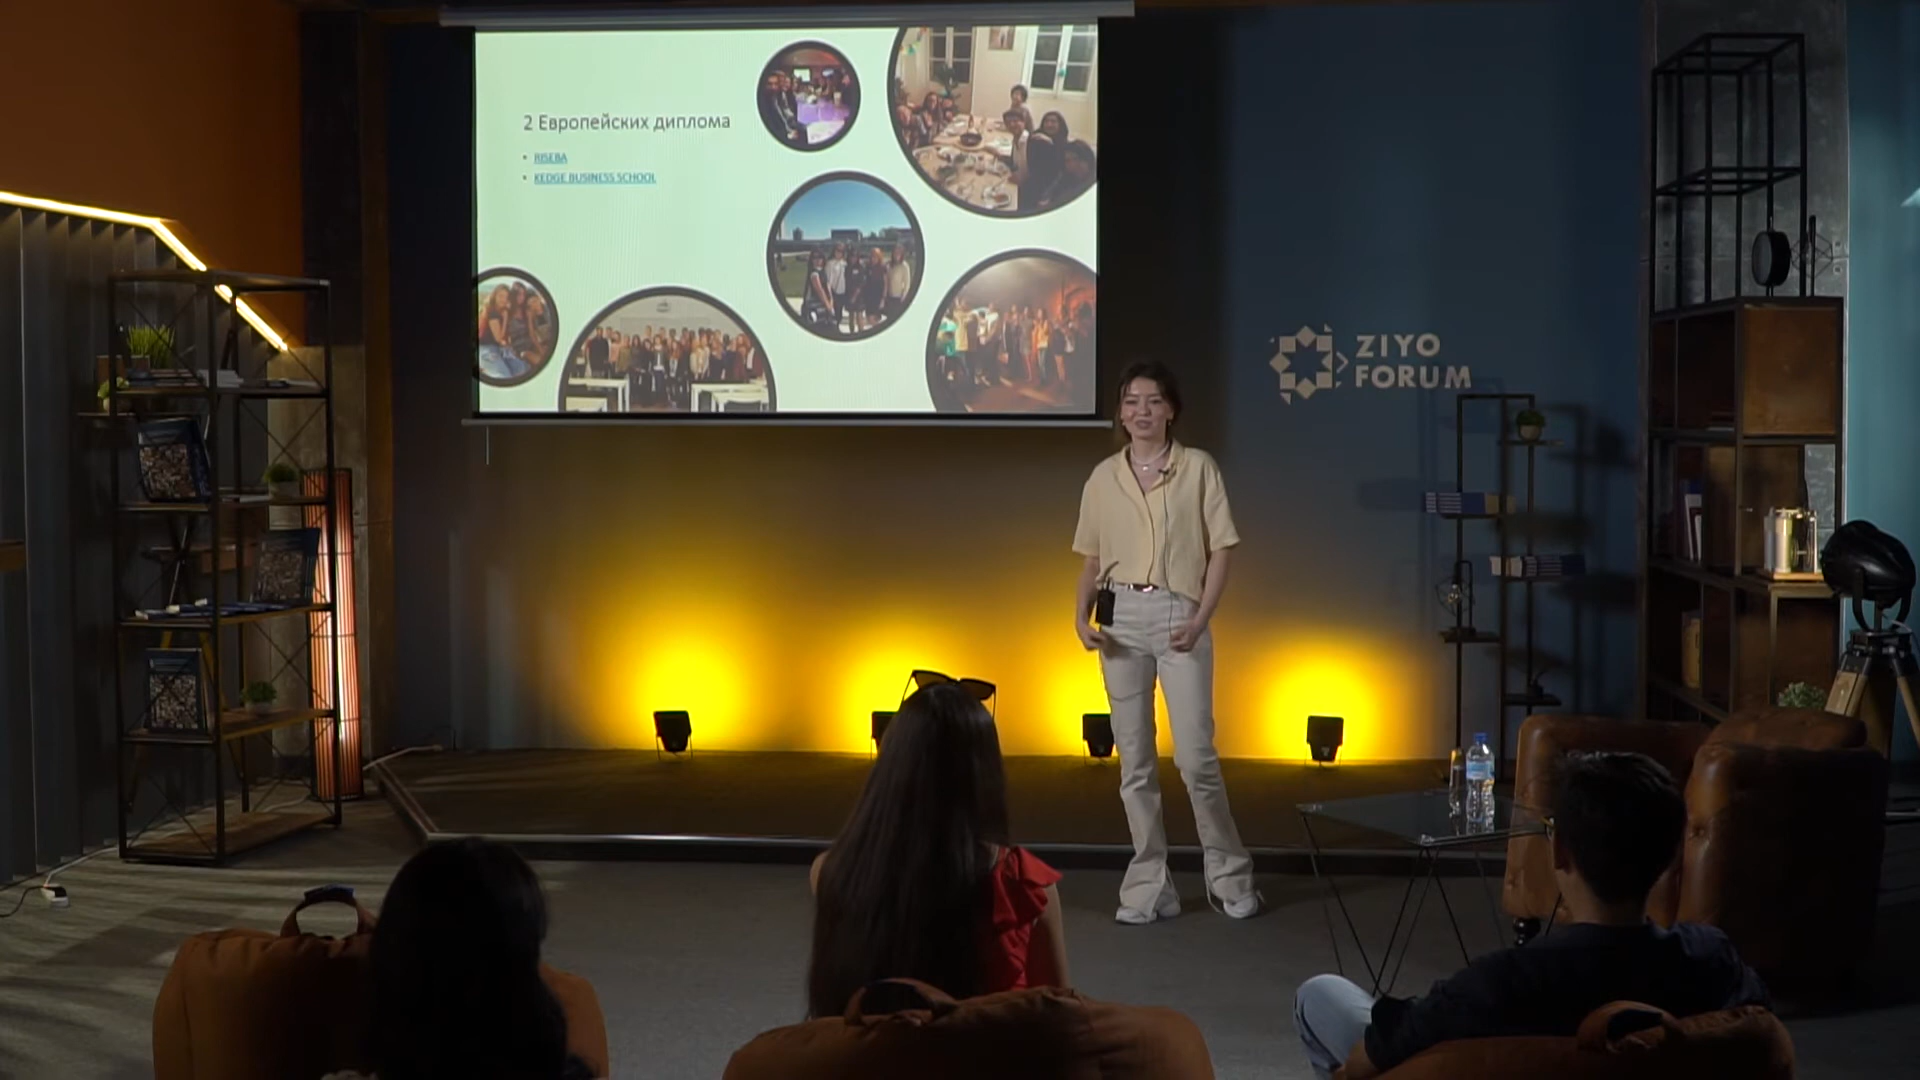 2 Европейских диплома
• RISEBA
• KEDGE BUSINESS SCHOOL
ZIYO
FORUM